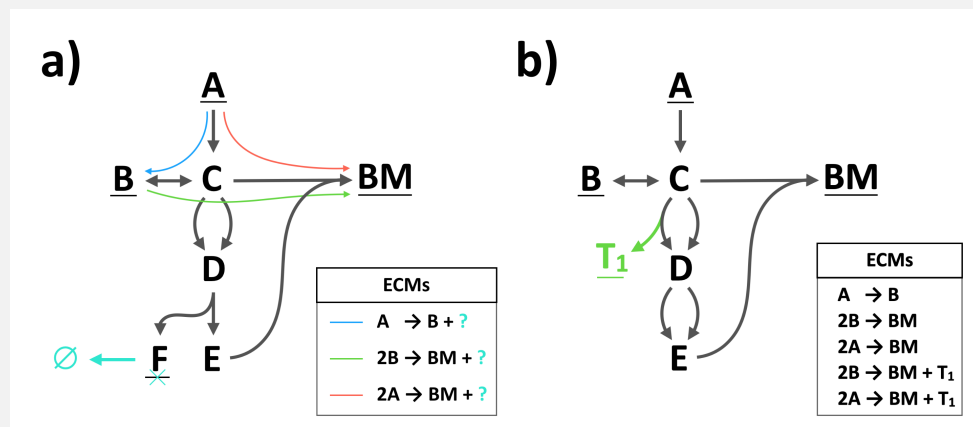 a)
A
B
C
BM
D
F
E
∅
ECMs
A → B + ?
2B → BM + ?
2A → BM + ?
b)
A
B
C
BM
T₁
D
E
ECMs
A → B
2B → BM
2A → BM
2B → BM + T₁
2A → BM + T₁